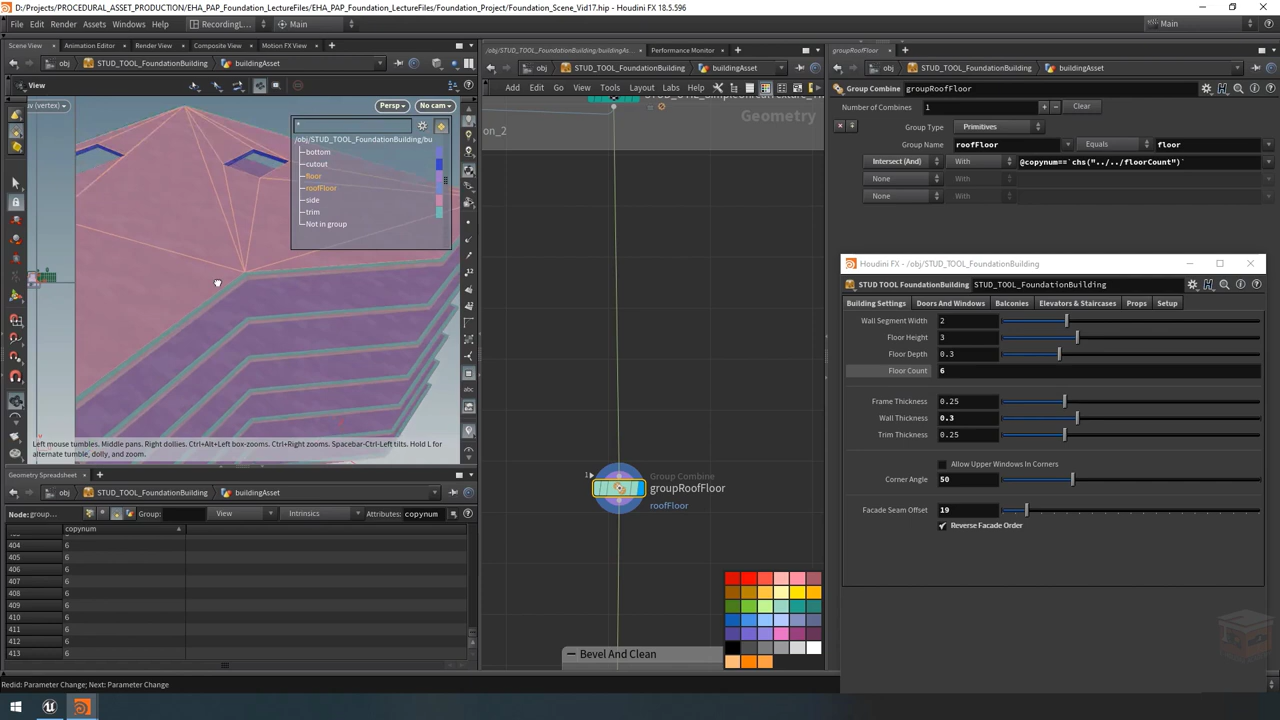 D:/Projects/PROCEDURAL_ASSET_PRODUCTION/EHA_PAP_Foundation_LectureFiles/EHA_PAP_Foundation_LectureFiles/Foundation_Project/Foundation_Scene_Vid17.hip - Houdini FX 18.5.596
File Edit Render Assets Windows Help RecordingL... Main Main
Scene View Animation Editor Render View Composite View Motion FX View
obj STUD_TOOL_FoundationBuilding buildingAsset
View
(vertex) Persp No cam
*
/obj/STUD_TOOL_FoundationBuilding/bu
bottom
cutout
floor
roofFloor
side
trim
Not in group
Left mouse tumbles. Middle pans. Right dollies. Ctrl+Alt+Left box-zooms. Ctrl+Right zooms. Spacebar-Ctrl-Left tilts. Hold L for
alternate tumble, dolly, and zoom.
Geometry Spreadsheet
obj STUD_TOOL_FoundationBuilding buildingAsset
Node: group... Group: View Intrinsics Attributes: copynum
copynum
404 6
405 6
406 6
407 6
408 6
409 6
410 6
411 6
412 6
413 6
Redid: Parameter Change; Next: Parameter Change
/obj/STUD_TOOL_FoundationBuilding/buildingAs... Performance Monitor
obj STUD_TOOL_FoundationBuilding buildingAsset
Add Edit Go View Tools Layout Labs Help
Geometry
on_2
Group Combine
groupRoofFloor
roofFloor
Bevel And Clean
groupRoofFloor
obj STUD_TOOL_FoundationBuilding buildingAsset
Group Combine groupRoofFloor
Number of Combines 1 Clear
Group Type Primitives
Group Name roofFloor Equals floor
Intersect (And) With @copynum==`chs("../../floorCount")`
None With
None With
Houdini FX - /obj/STUD_TOOL_FoundationBuilding
STUD TOOL FoundationBuilding STUD_TOOL_FoundationBuilding
Building Settings Doors And Windows Balconies Elevators & Staircases Props Setup
Wall Segment Width 2
Floor Height 3
Floor Depth 0.3
Floor Count 6
Frame Thickness 0.25
Wall Thickness 0.3
Trim Thickness 0.25
Allow Upper Windows In Corners
Corner Angle 50
Facade Seam Offset 19
Reverse Facade Order